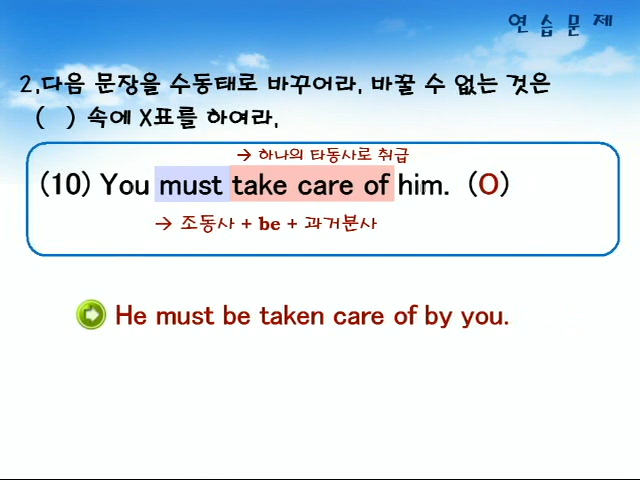 연 습 문 제
2.다음 문장을 수동태로 바꾸어라. 바꿀 수 없는 것은
( ) 속에 X표를 하여라.
→ 하나의 타동사로 취급
(10) You must take care of him. (O)
→ 조동사 + be + 과거분사
He must be taken care of by you.